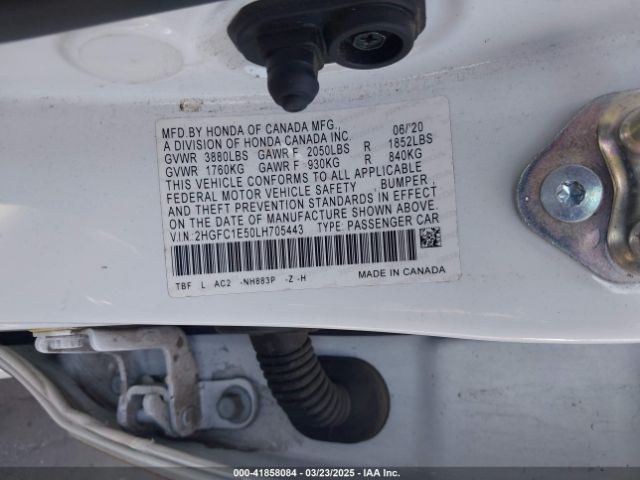 MFD.BY HONDA OF CANADA MFG., 06/'20
A DIVISION OF HONDA CANADA INC.
GVWR 3880LBS GAWR F 2050LBS R 1852LBS
GVWR 1760KG GAWR F 930KG R 840KG
THIS VEHICLE CONFORMS TO ALL APPLICABLE
FEDERAL MOTOR VEHICLE SAFETY, BUMPER,
AND THEFT PREVENTION STANDARDS IN EFFECT
ON THE DATE OF MANUFACTURE SHOWN ABOVE.
V.I.N.: 2HGFC1E50LH705443 TYPE: PASSENGER CAR
TBF L AC2 -NH883P -Z -H MADE IN CANADA
000-41858084 / 03/23/2025 - IAA Inc.